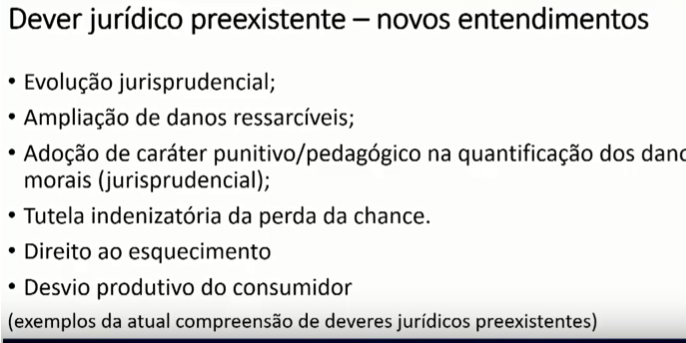 Dever jurídico preexistente – novos entendimentos
• Evolução jurisprudencial;
• Ampliação de danos ressarcíveis;
• Adoção de caráter punitivo/pedagógico na quantificação dos danc
morais (jurisprudencial);
• Tutela indenizatória da perda da chance.
• Direito ao esquecimento
• Desvio produtivo do consumidor
(exemplos da atual compreensão de deveres jurídicos preexistentes)